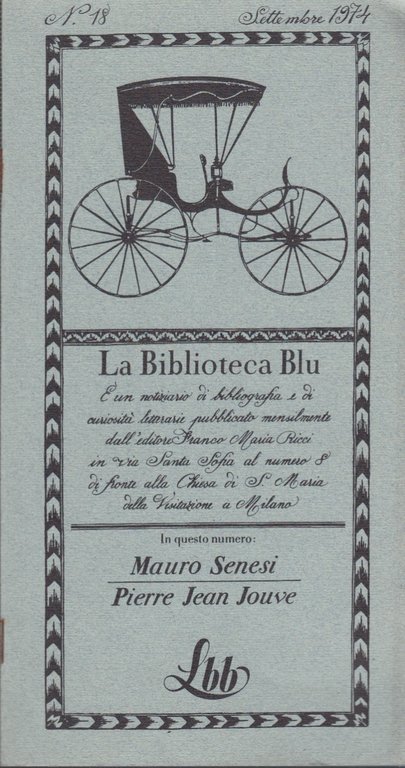 N. 18 Settembre 1974
La Biblioteca Blu
È un notiziario di bibliografia e di
curiosità letterarie pubblicato mensilmente
dall'editore Franco Maria Ricci
in via Santa Sofia al numero 8
di fronte alla Chiesa di S. Maria
della Visitazione a Milano
In questo numero:
Mauro Senesi
Pierre Jean Jouve
Lbb